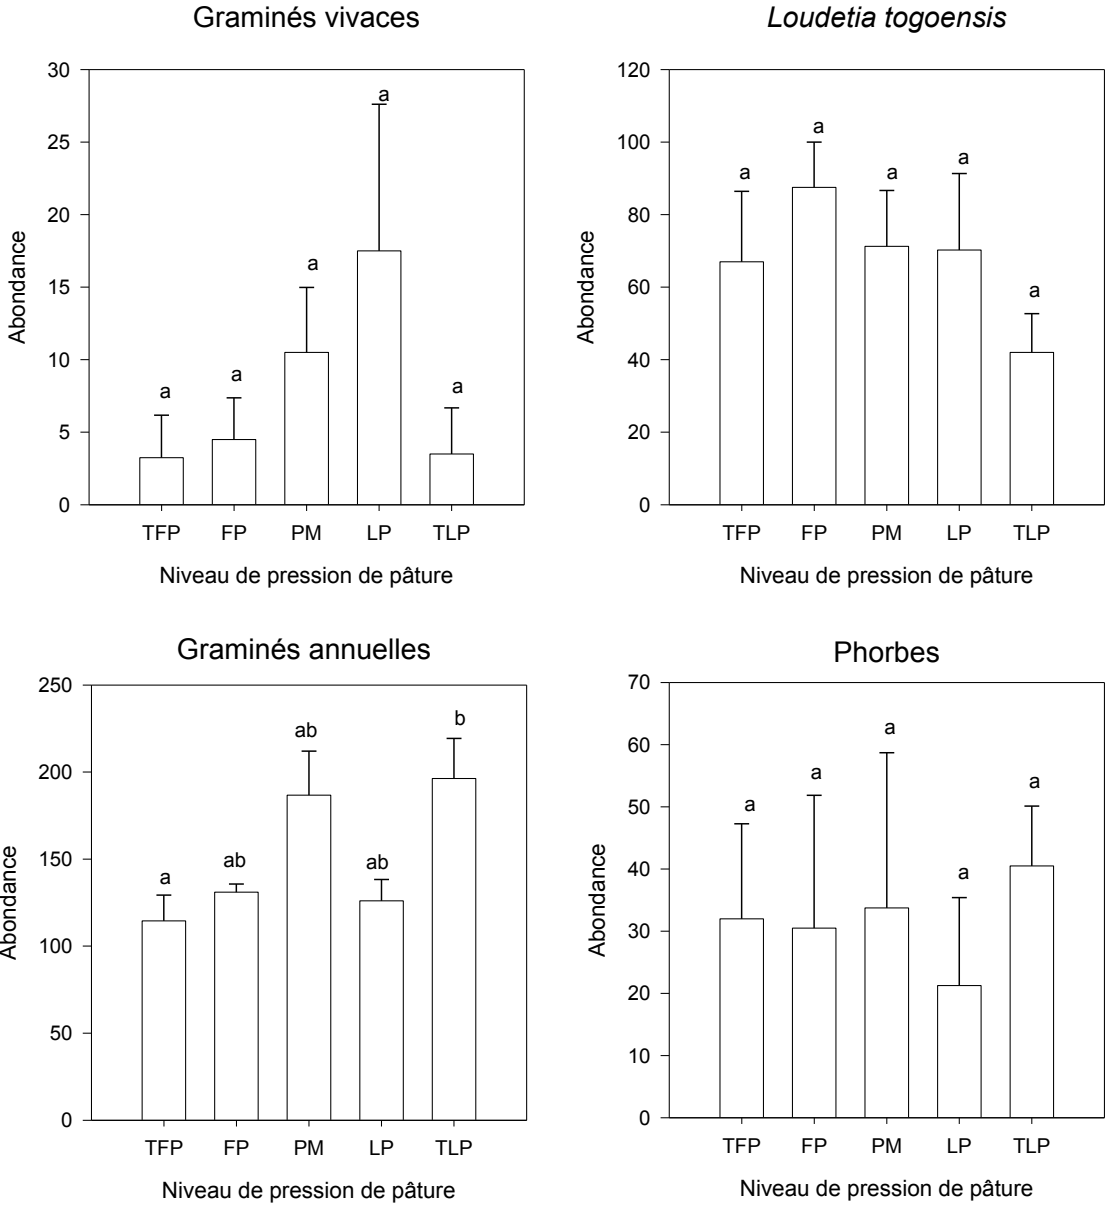 Graminés vivaces
30
25
20
15
10
5
0
Abondance
a
a
a
a
a
TFP FP PM LP TLP
Niveau de pression de pâture
Loudetia togoensis
120
100
80
60
40
20
0
Abondance
a
a
a
a
a
TFP FP PM LP TLP
Niveau de pression de pâture
Graminés annuelles
250
200
150
100
50
0
Abondance
a
ab
ab
ab
b
TFP FP PM LP TLP
Niveau de pression de pâture
Phorbes
70
60
50
40
30
20
10
0
Abondance
a
a
a
a
a
TFP FP PM LP TLP
Niveau de pression de pâture